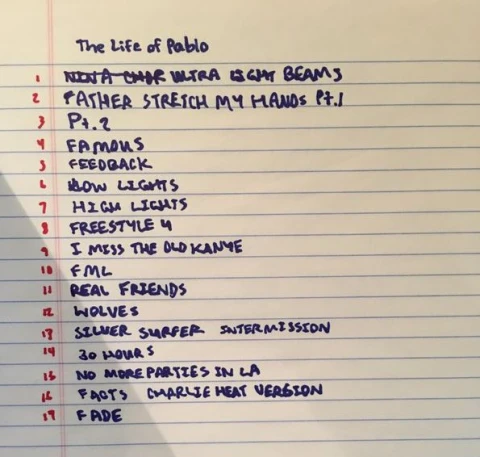 The Life of Pablo
1 ULTRA LIGHT BEAMS
2 FATHER STRETCH MY HANDS Pt.1
3 Pt.2
4 FAMOUS
5 FEEDBACK
6 LOW LIGHTS
7 HIGH LIGHTS
8 FREESTYLE 4
9 I MISS THE OLD KANYE
10 FML
11 REAL FRIENDS
12 WOLVES
13 SILVER SURFER INTERMISSION
14 30 HOURS
15 NO MORE PARTIES IN LA
16 FACTS CHARLIE HEAT VERSION
17 FADE